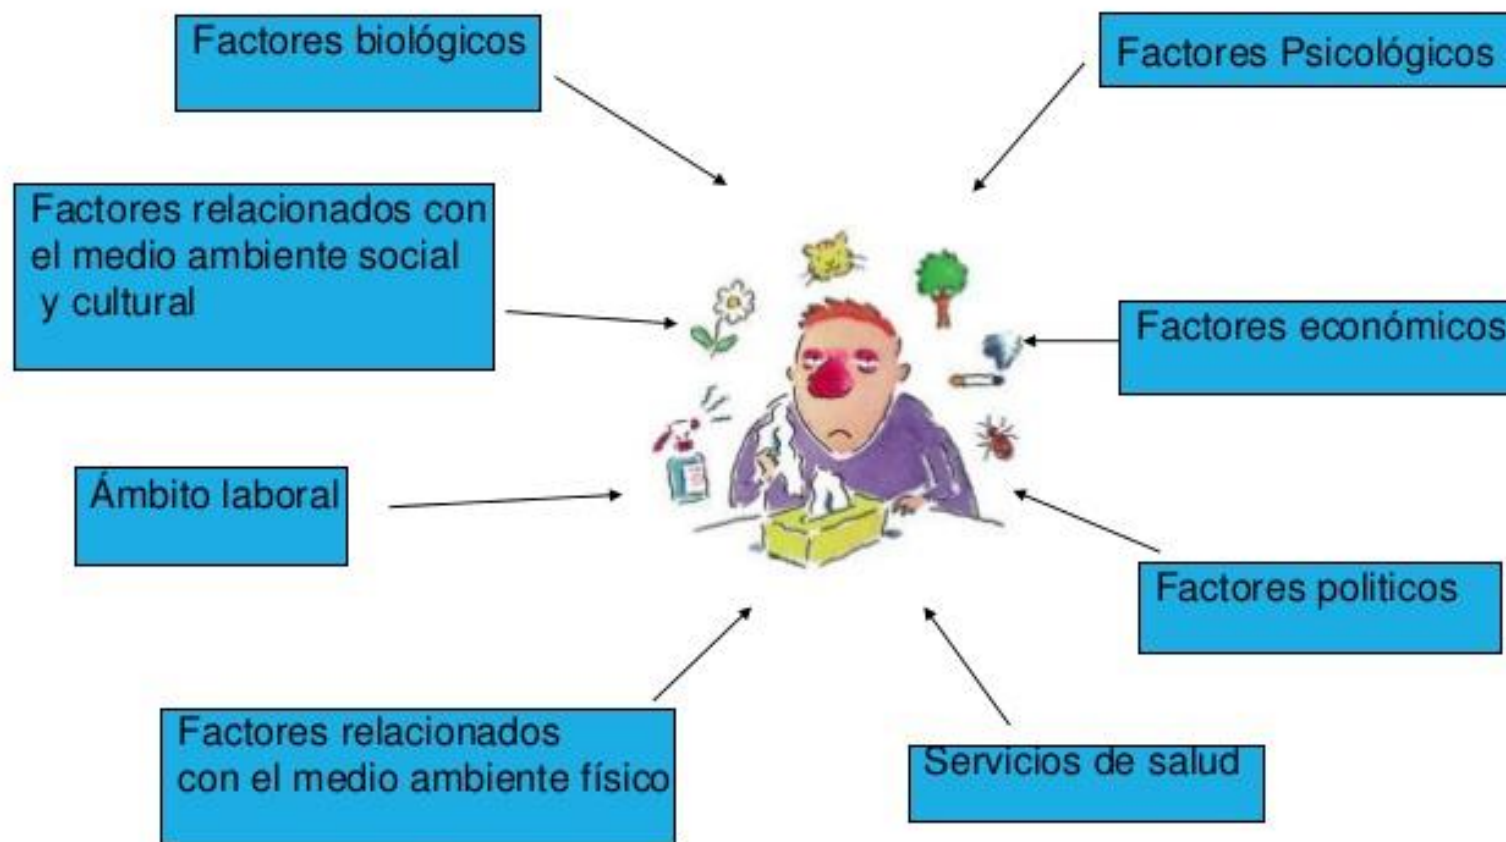 Factores biológicos
Factores Psicológicos
Factores relacionados con
el medio ambiente social
y cultural
Factores económicos
Ámbito laboral
Factores politicos
Factores relacionados
con el medio ambiente físico
Servicios de salud